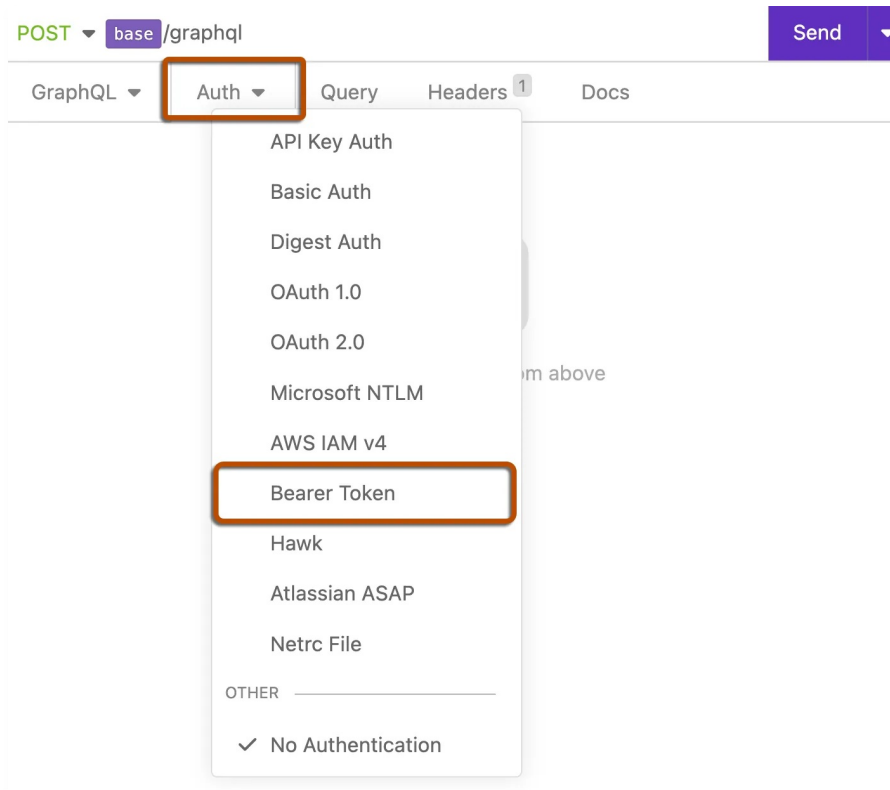 POST base /graphql Send
GraphQL Auth Query Headers 1 Docs
API Key Auth
Basic Auth
Digest Auth
OAuth 1.0
OAuth 2.0
above
Microsoft NTLM
AWS IAM v4
Bearer Token
Hawk
Atlassian ASAP
Netrc File
OTHER
No Authentication